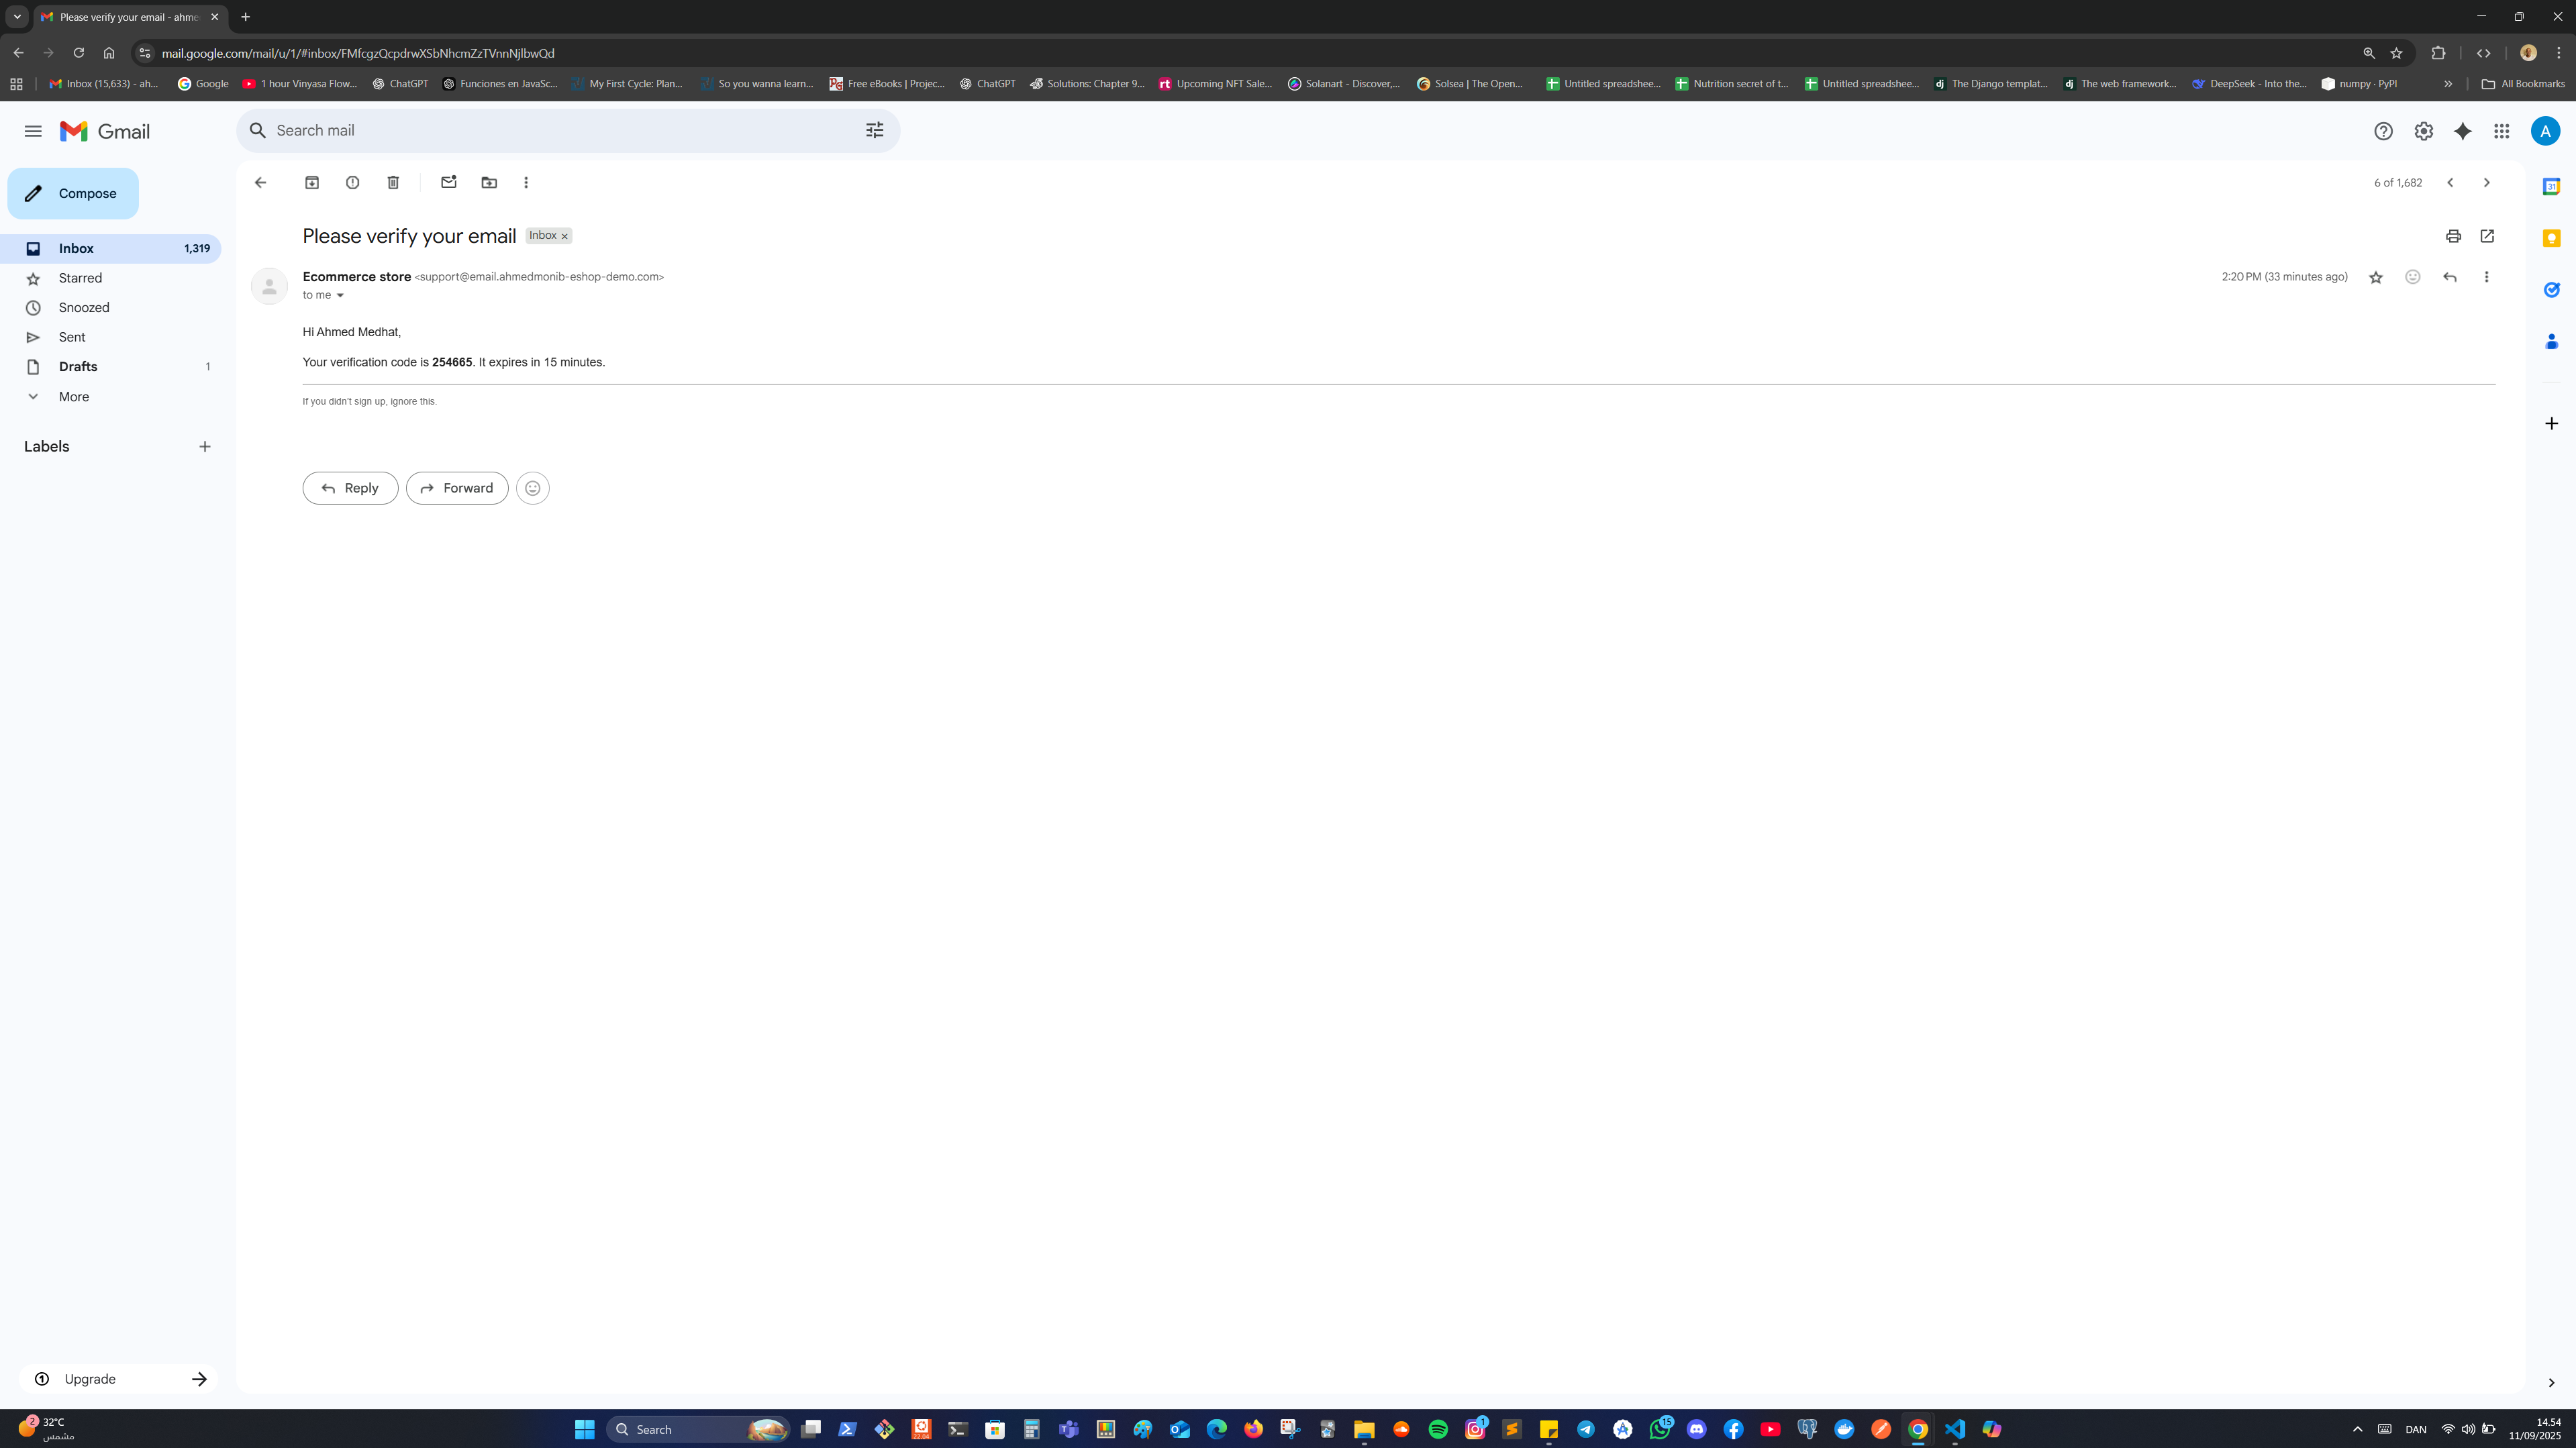 Please verify your email - ahme
mail.google.com/mail/u/1/#inbox/FMfcgzQcpdrwXSbNhcmZzTVnnNjlbwQd
Inbox (15,633) - ah...
Google
1 hour Vinyasa Flow...
ChatGPT
Funciones en JavaSc...
My First Cycle: Plan...
So you wanna learn...
Free eBooks | Projec...
ChatGPT
Solutions: Chapter 9...
Upcoming NFT Sale...
Solanart - Discover,...
Solsea | The Open...
Untitled spreadshee...
Nutrition secret of t...
Untitled spreadshee...
The Django templat...
The web framework...
DeepSeek - Into the...
numpy · PyPI
All Bookmarks
Gmail
Search mail
A
Compose
6 of 1,682
31
Inbox 1,319
Starred
Snoozed
Sent
Drafts 1
More
Labels
Please verify your email Inbox ×
Ecommerce store <support@email.ahmedmonib-eshop-demo.com>
2:20 PM (33 minutes ago)
to me
Hi Ahmed Medhat,
Your verification code is 254665. It expires in 15 minutes.
If you didn't sign up, ignore this.
Reply
Forward
Upgrade
2
32°C
مشمس
Search
22.04
1
15
DAN
14.54
11/09/2025